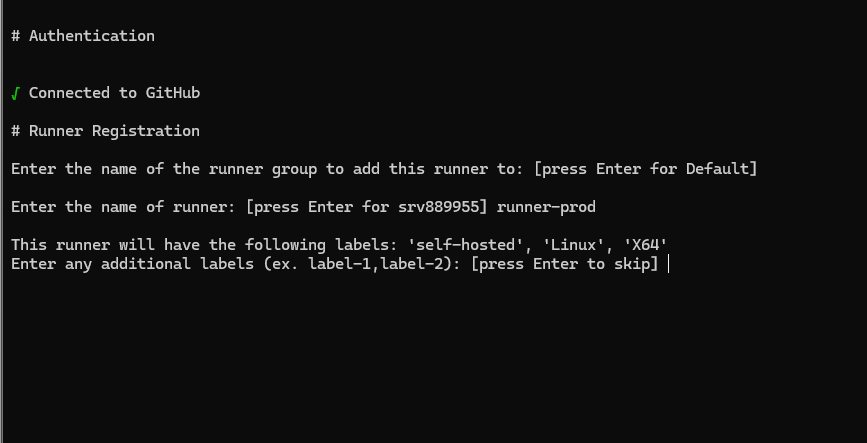 # Authentication
√ Connected to GitHub
# Runner Registration
Enter the name of the runner group to add this runner to: [press Enter for Default]
Enter the name of runner: [press Enter for srv889955] runner-prod
This runner will have the following labels: 'self-hosted', 'Linux', 'X64'
Enter any additional labels (ex. label-1,label-2): [press Enter to skip]